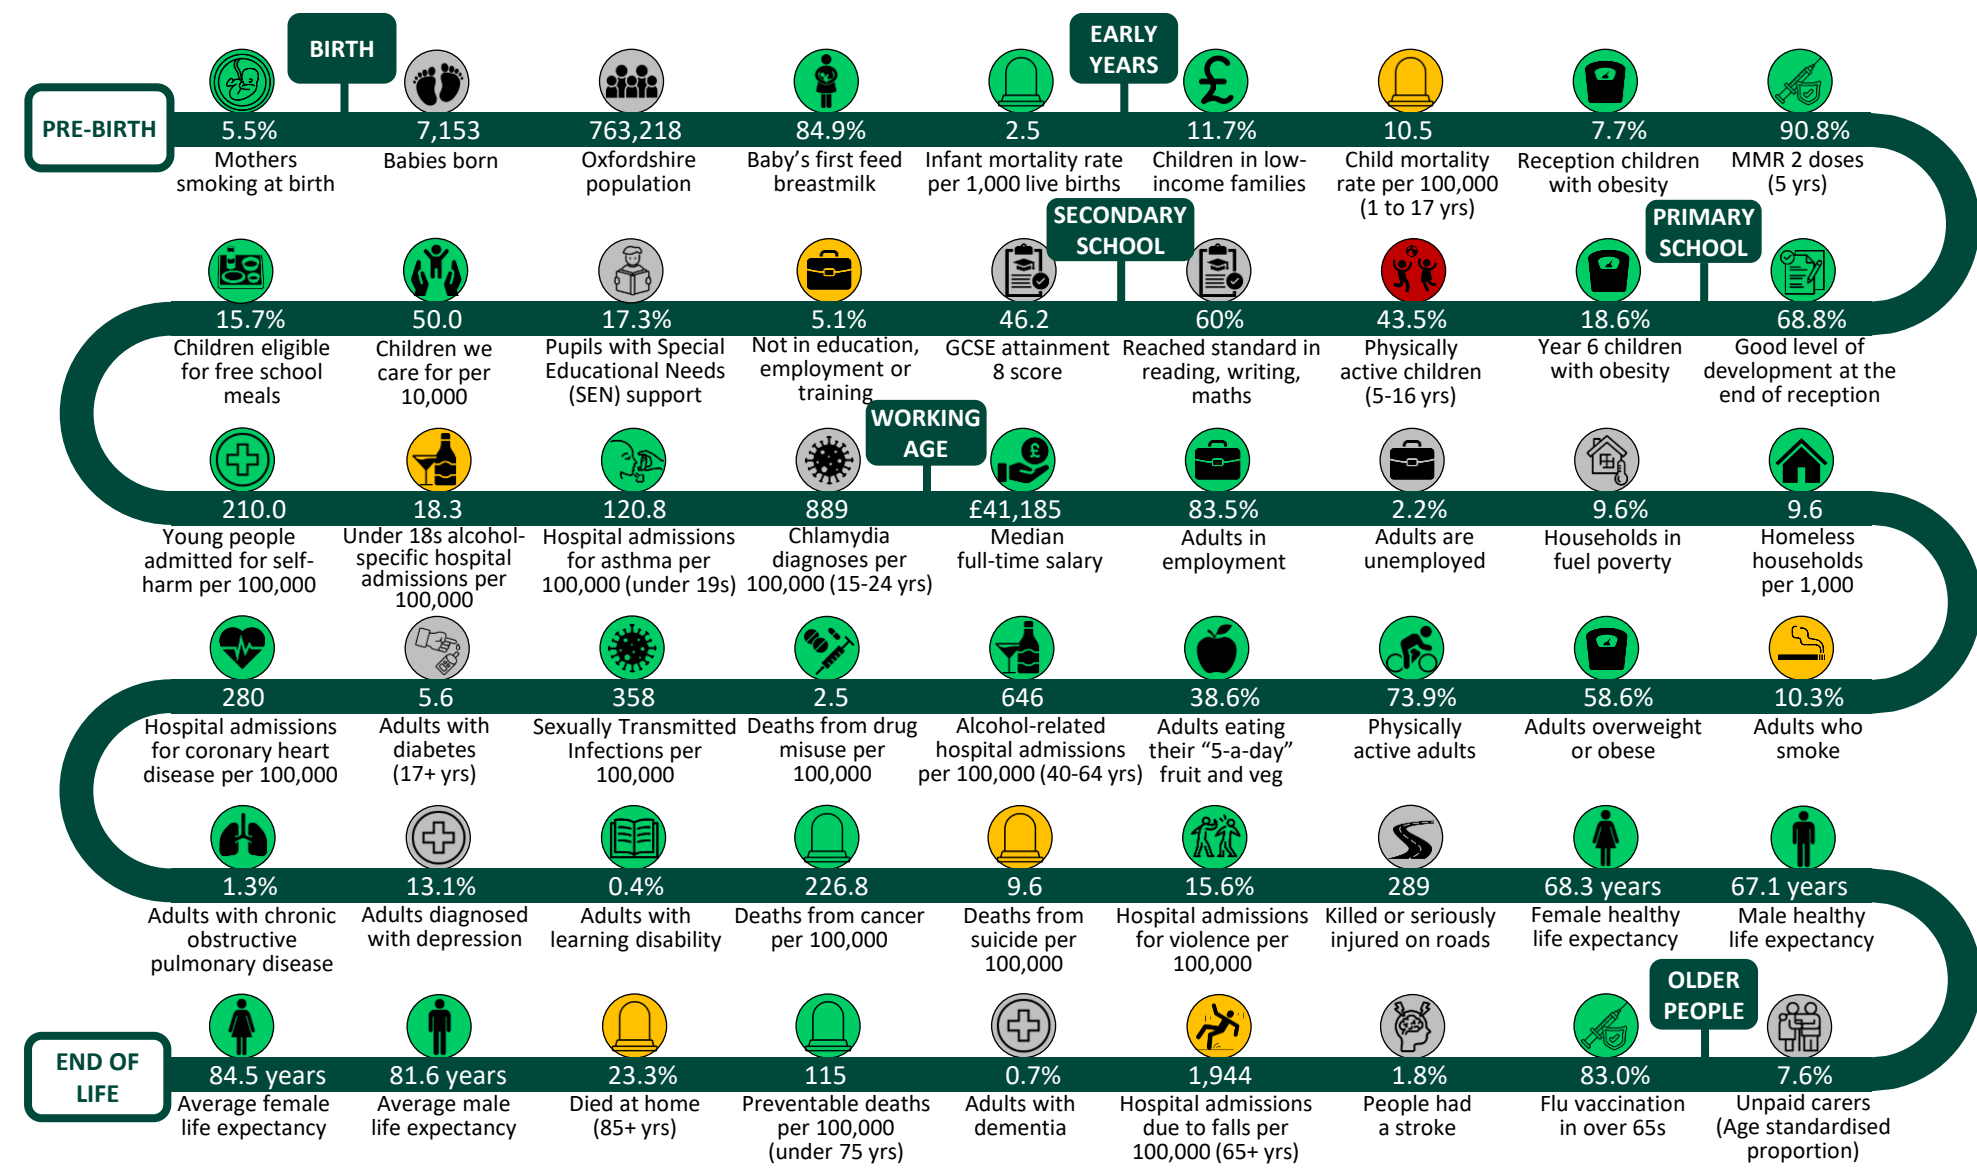 BIRTH
EARLY
YEARS
PRE-BIRTH
5.5%
Mothers
smoking at birth
7,153
Babies born
763,218
Oxfordshire
population
84.9%
Baby's first feed
breastmilk
2.5
Infant mortality rate
per 1,000 live births
11.7%
Children in low-
income families
10.5
Child mortality
rate per 100,000
(1 to 17 yrs)
7.7%
Reception children
with obesity
90.8%
MMR 2 doses
(5 yrs)
SECONDARY
SCHOOL
PRIMARY
SCHOOL
15.7%
Children eligible
for free school
meals
50.0
Children we
care for per
10,000
17.3%
Pupils with Special
Educational Needs
(SEN) support
5.1%
Not in education,
employment or
training
46.2
GCSE attainment
8 score
60%
Reached standard in
reading, writing,
maths
43.5%
Physically
active children
(5-16 yrs)
18.6%
Year 6 children
with obesity
68.8%
Good level of
development at the
end of reception
WORKING
AGE
210.0
Young people
admitted for self-
harm per 100,000
18.3
Under 18s alcohol-
specific hospital
admissions per
100,000
120.8
Hospital admissions
for asthma per
100,000 (under 19s)
889
Chlamydia
diagnoses per
100,000 (15-24 yrs)
£41,185
Median
full-time salary
83.5%
Adults in
employment
2.2%
Adults are
unemployed
9.6%
Households in
fuel poverty
9.6
Homeless
households
per 1,000
280
Hospital admissions
for coronary heart
disease per 100,000
5.6
Adults with
diabetes
(17+ yrs)
358
Sexually Transmitted
Infections per
100,000
2.5
Deaths from drug
misuse per
100,000
646
Alcohol-related
hospital admissions
per 100,000 (40-64 yrs)
38.6%
Adults eating
their "5-a-day"
fruit and veg
73.9%
Physically
active adults
58.6%
Adults overweight
or obese
10.3%
Adults who
smoke
1.3%
Adults with chronic
obstructive
pulmonary disease
13.1%
Adults diagnosed
with depression
0.4%
Adults with
learning disability
226.8
Deaths from cancer
per 100,000
9.6
Deaths from
suicide per
100,000
15.6%
Hospital admissions
for violence per
100,000
289
Killed or seriously
injured on roads
68.3 years
Female healthy
life expectancy
67.1 years
Male healthy
life expectancy
OLDER
PEOPLE
END OF
LIFE
84.5 years
Average female
life expectancy
81.6 years
Average male
life expectancy
23.3%
Died at home
(85+ yrs)
115
Preventable deaths
per 100,000
(under 75 yrs)
0.7%
Adults with
dementia
1,944
Hospital admissions
due to falls per
100,000 (65+ yrs)
1.8%
People had
a stroke
83.0%
Flu vaccination
in over 65s
7.6%
Unpaid carers
(Age standardised
proportion)